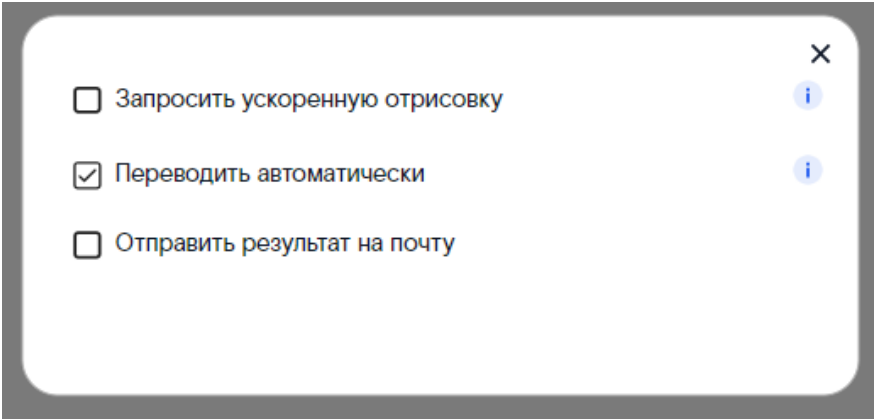 Запросить ускоренную отрисовку
i
Переводить автоматически
i
Отправить результат на почту